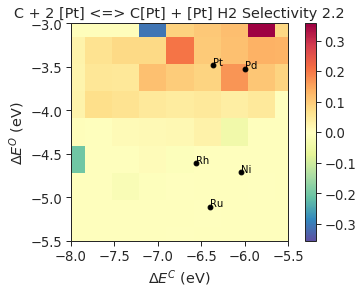 C + 2 [Pt] <=> C[Pt] + [Pt] H2 Selectivity 2.2
−3.0
−3.5
−4.0
−4.5
−5.0
−5.5
ΔE^O (eV)
Pt
Pd
Rh
Ni
Ru
−8.0
−7.5
−7.0
−6.5
−6.0
−5.5
ΔE^C (eV)
0.3
0.2
0.1
0.0
−0.1
−0.2
−0.3